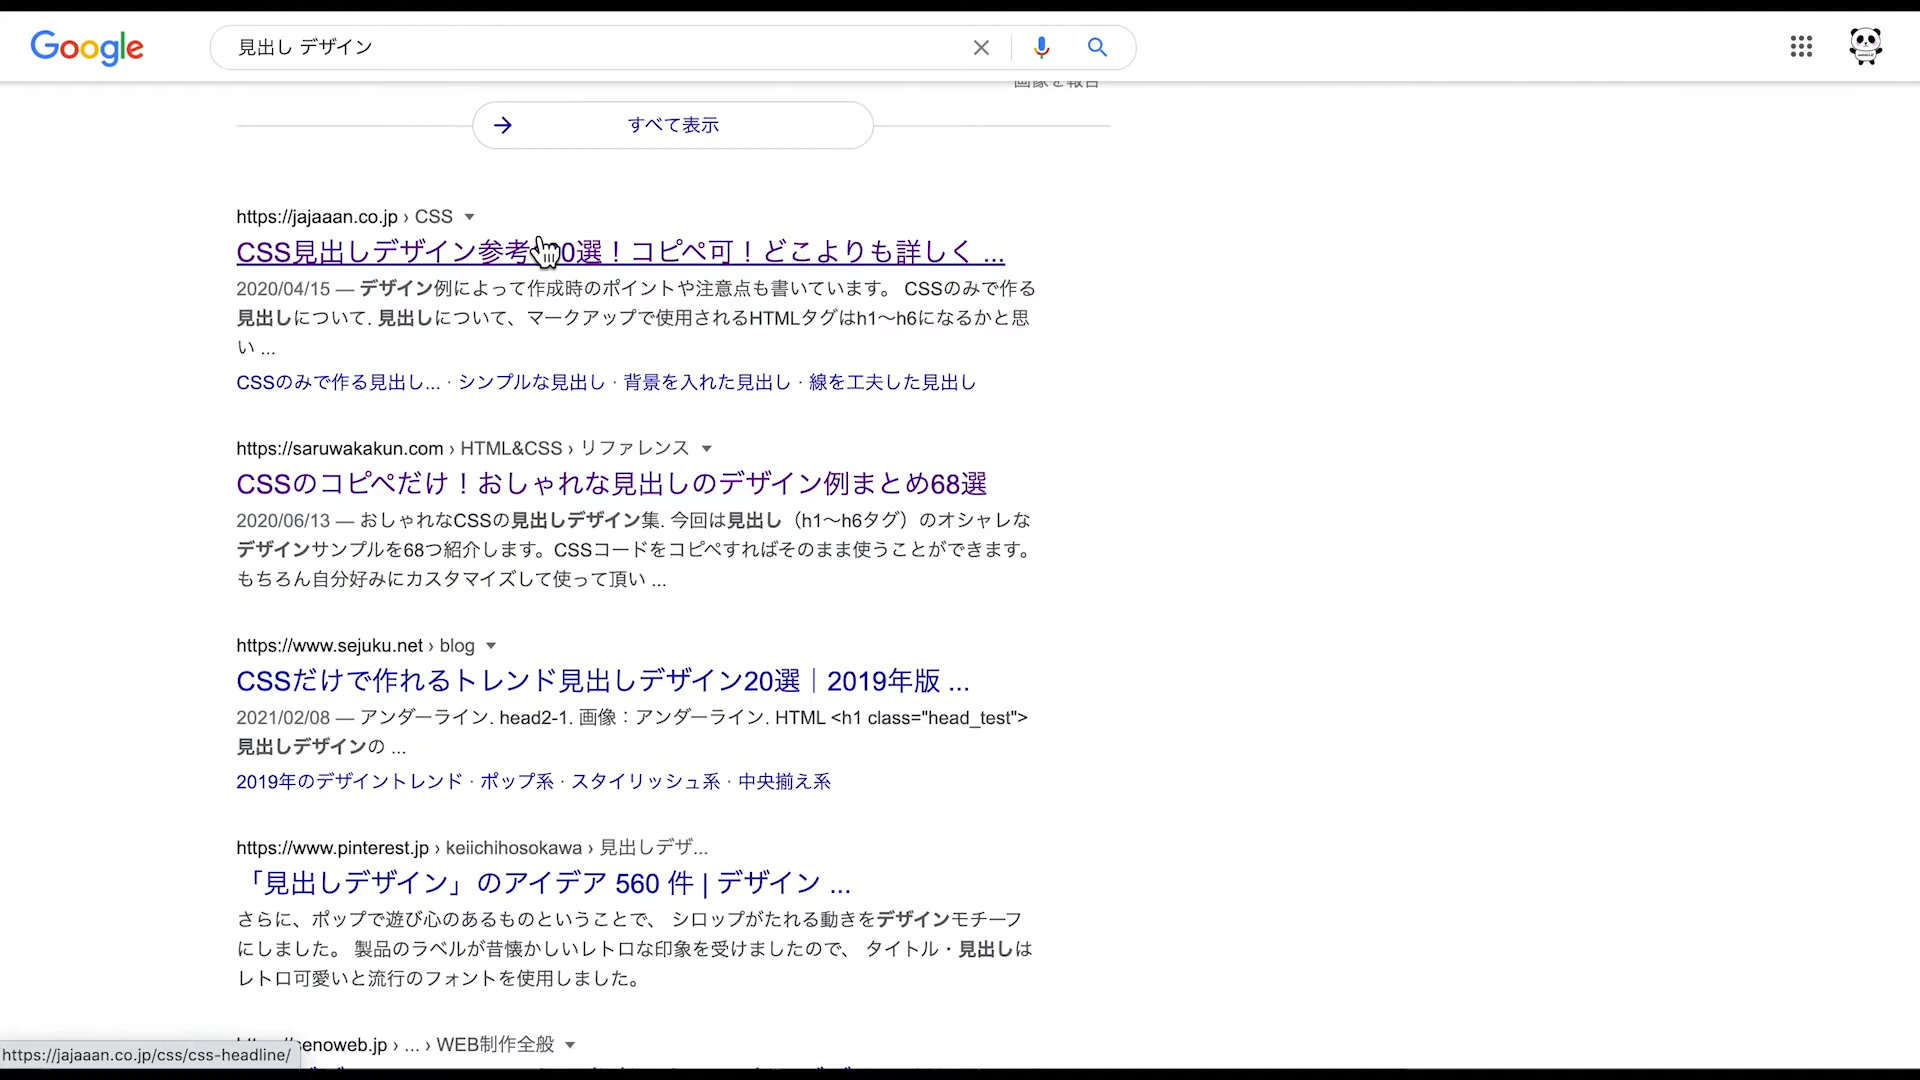 Google
見出し デザイン
画像を報告
すべて表示
https://jajaaan.co.jp › CSS
CSS見出しデザイン参考 0選！コピペ可！どこよりも詳しく ...
2020/04/15 — デザイン例によって作成時のポイントや注意点も書いています。 CSSのみで作る
見出しについて. 見出しについて、マークアップで使用されるHTMLタグはh1〜h6になるかと思
い ...
CSSのみで作る見出し... · シンプルな見出し · 背景を入れた見出し · 線を工夫した見出し
https://saruwakakun.com › HTML&CSS › リファレンス
CSSのコピペだけ！おしゃれな見出しのデザイン例まとめ68選
2020/06/13 — おしゃれなCSSの見出しデザイン集. 今回は見出し（h1〜h6タグ）のオシャレな
デザインサンプルを68つ紹介します。CSSコードをコピペすればそのまま使うことができます。
もちろん自分好みにカスタマイズして使って頂い ...
https://www.sejuku.net › blog
CSSだけで作れるトレンド見出しデザイン20選｜2019年版 ...
2021/02/08 — アンダーライン. head2-1. 画像：アンダーライン. HTML <h1 class="head_test">
見出しデザインの ...
2019年のデザイントレンド · ポップ系 · スタイリッシュ系 · 中央揃え系
https://www.pinterest.jp › keiichihosokawa › 見出しデザ...
「見出しデザイン」のアイデア 560 件 | デザイン ...
さらに、ポップで遊び心のあるものということで、 シロップがたれる動きをデザインモチーフ
にしました。 製品のラベルが昔懐かしいレトロな印象を受けましたので、 タイトル・見出しは
レトロ可愛いと流行のフォントを使用しました。
enoweb.jp › ... › WEB制作全般
https://jajaaan.co.jp/css/css-headline/